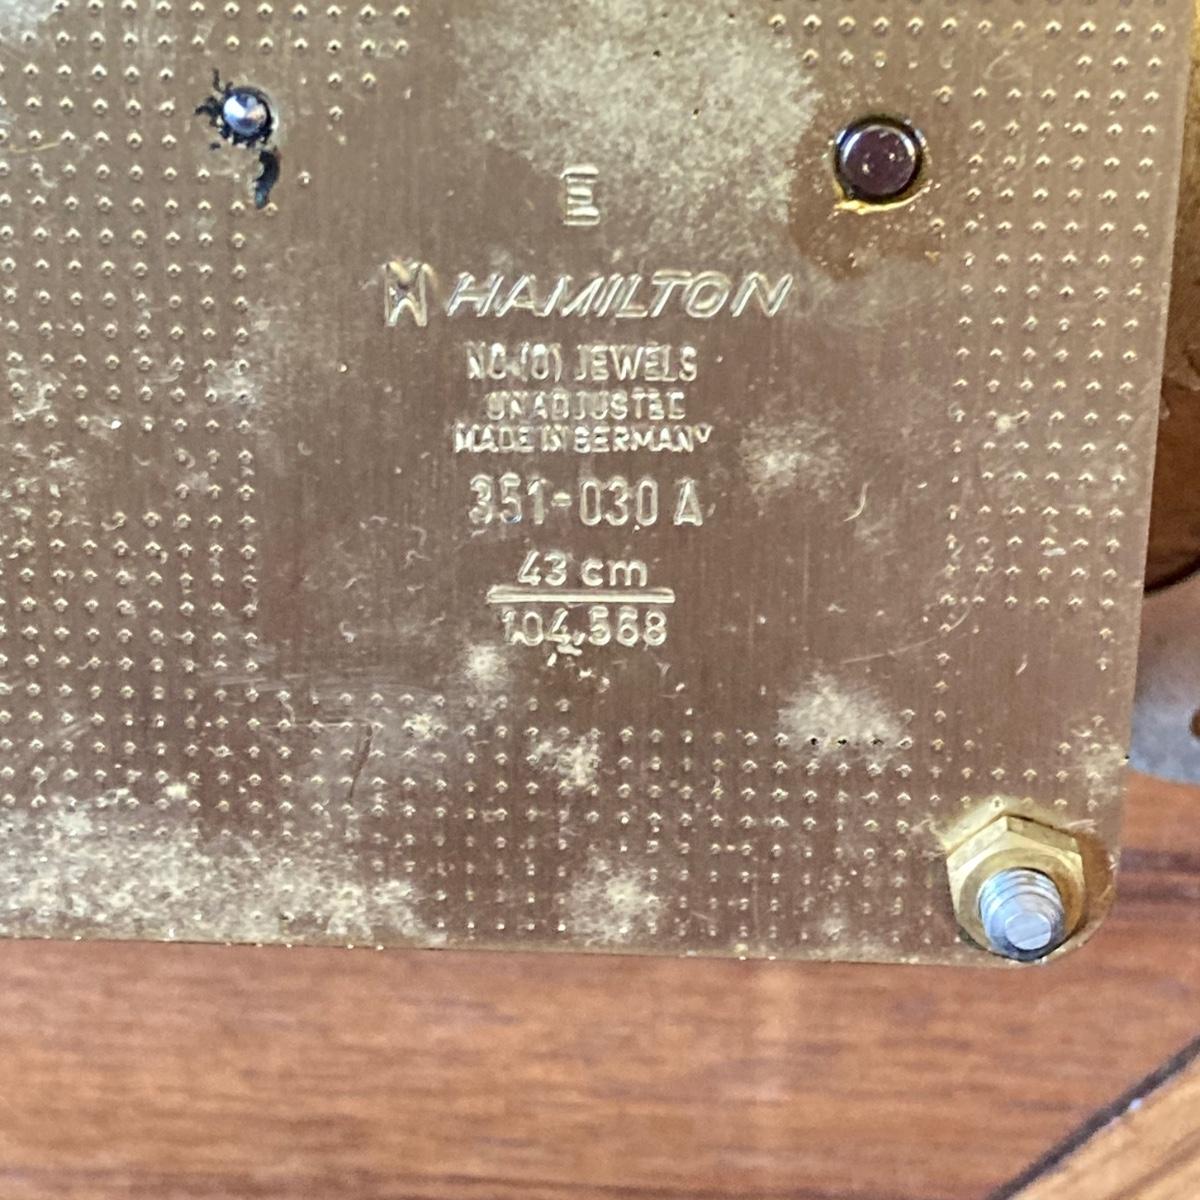 E
HAMILTON
NO (0) JEWELS
UNADJUSTED
MADE IN GERMANY
351-030 A
43 cm
104.568